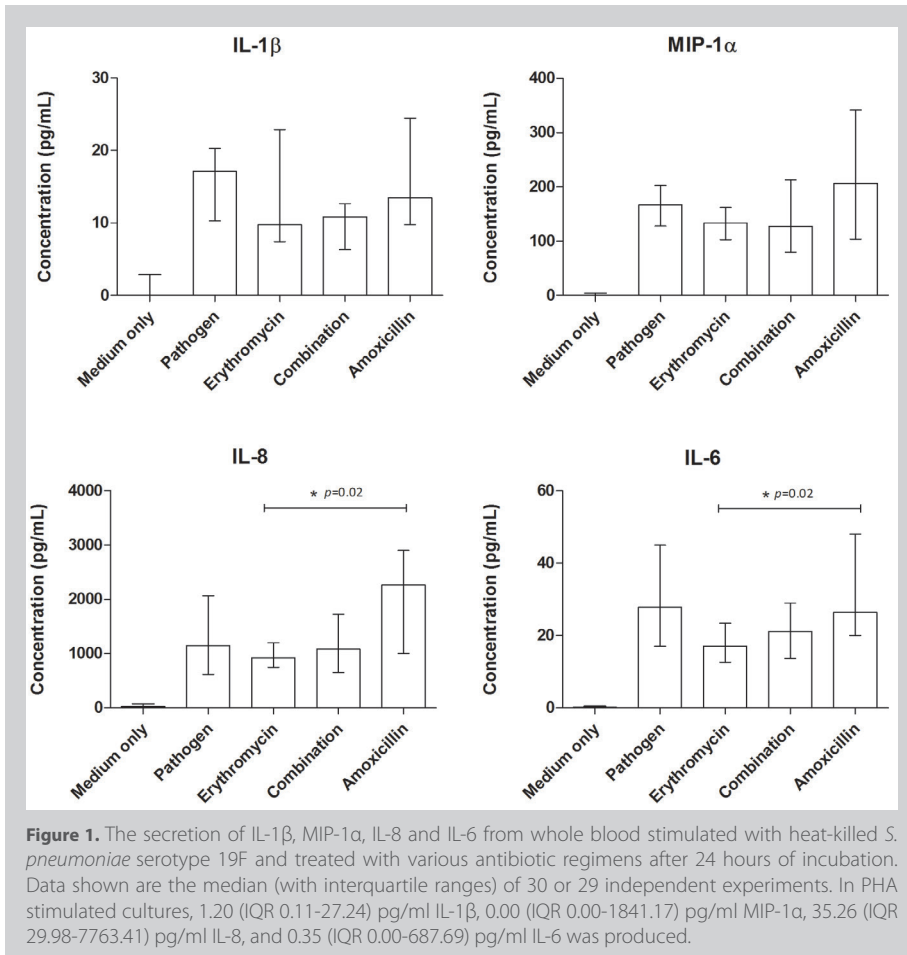 IL-1β
Concentration (pg/mL)
30
20
10
0
Medium only
Pathogen
Erythromycin
Combination
Amoxicillin
MIP-1α
Concentration (pg/mL)
400
300
200
100
0
Medium only
Pathogen
Erythromycin
Combination
Amoxicillin
IL-8
* p=0.02
Concentration (pg/mL)
4000
3000
2000
1000
0
Medium only
Pathogen
Erythromycin
Combination
Amoxicillin
IL-6
* p=0.02
Concentration (pg/mL)
60
40
20
0
Medium only
Pathogen
Erythromycin
Combination
Amoxicillin
Figure 1. The secretion of IL-1β, MIP-1α, IL-8 and IL-6 from whole blood stimulated with heat-killed S.
pneumoniae serotype 19F and treated with various antibiotic regimens after 24 hours of incubation.
Data shown are the median (with interquartile ranges) of 30 or 29 independent experiments. In PHA
stimulated cultures, 1.20 (IQR 0.11-27.24) pg/ml IL-1β, 0.00 (IQR 0.00-1841.17) pg/ml MIP-1α, 35.26 (IQR
29.98-7763.41) pg/ml IL-8, and 0.35 (IQR 0.00-687.69) pg/ml IL-6 was produced.